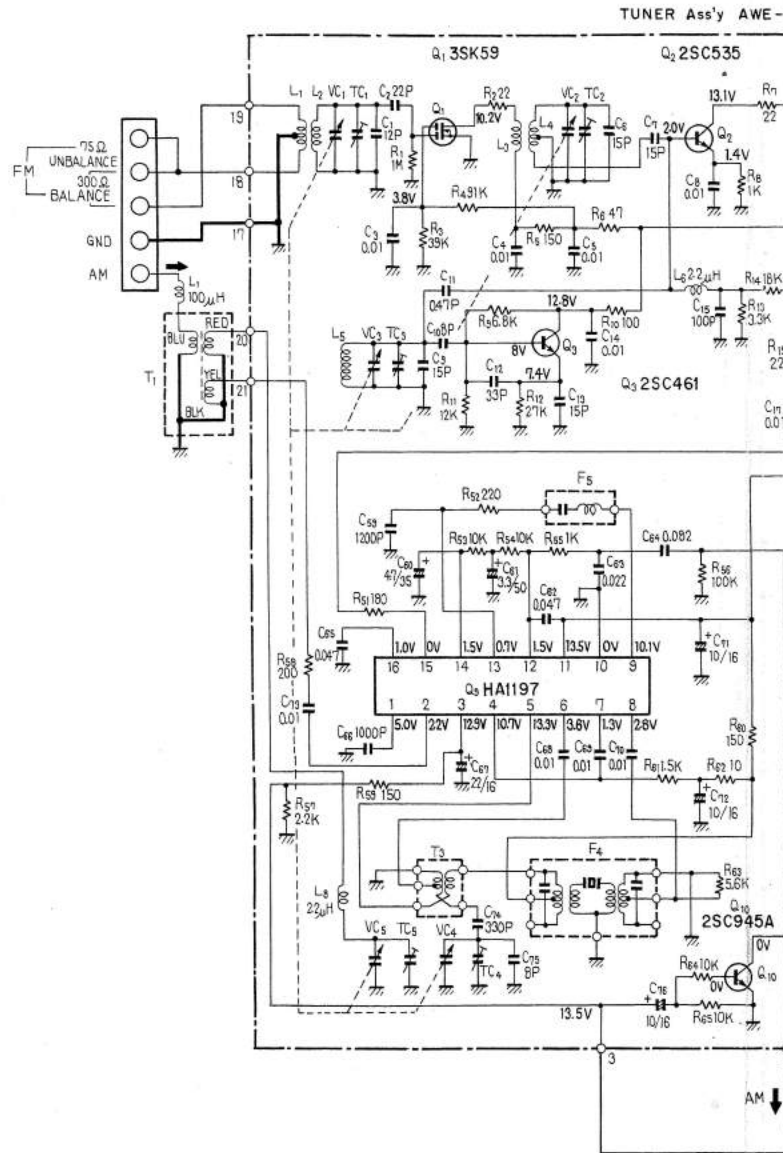 TUNER Ass'y AWE-
Q1 3SK59
Q2 2SC535
L1
L2
VC1
TC1
C2 22P
C1
12P
Q1
R2 22
10.2V
R1
1M
L3
L4
VC2
TC2
C6
15P
C7
15P
2.0V
13.1V
Q2
1.4V
R7
22
C8
0.01
R8
1K
19
18
17
FM
75Ω
UNBALANCE
300Ω
BALANCE
GND
AM
3.8V
R4 91K
C3
0.01
R3
39K
C4
0.01
R5 150
C5
0.01
R6 47
L1
100μH
C11
0.47P
L6 2.2μH
C15
100P
R14 18K
R13
3.3K
R15
22
BLU
RED
20
YEL
21
T1
BLK
L5
VC3
TC3
C10 8P
C9
15P
12.8V
R10
100
C14
0.01
8V
Q3
7.4V
C12
33P
R11
12K
R12
27K
C13
15P
Q3 2SC461
C17
0.01
F5
R52 220
C59
1200P
R53 10K
R54 10K
R55 1K
C64 0.082
C60
47/35
C61
3.3/50
C63
0.022
R56
100K
C62
0.047
R51 180
C65
0.047
C71
10/16
1.0V
0V
1.5V
0.7V
1.5V
13.5V
0V
10.1V
16
15
14
13
12
11
10
9
Q9 HA1197
1
2
3
4
5
6
7
8
5.0V
2.2V
12.9V
10.7V
13.3V
3.6V
1.3V
2.8V
R58
200
C73
0.01
C66
1000P
C67
22/16
C68
0.01
C69
0.01
C70
0.01
R60
150
R61 1.5K
R62 10
C72
10/16
R59 150
R57
2.2K
T3
F4
R63
5.6K
L8
22μH
C74
330P
VC5
TC5
VC4
TC4
C75
8P
Q10
2SC945A
0V
R64 10K
0V
Q10
C76
10/16
R65 10K
13.5V
3
AM